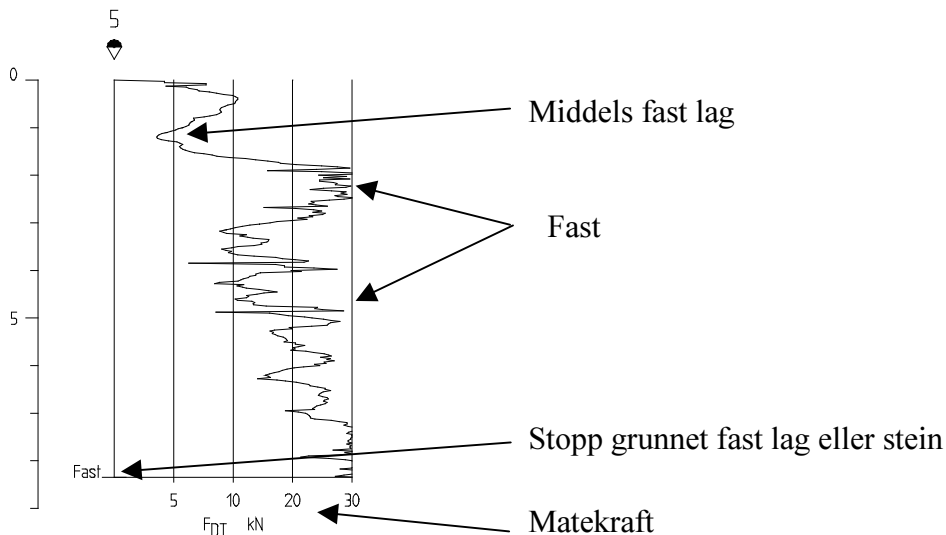 5
0
Middels fast lag
Fast
5
Stopp grunnet fast lag eller stein
Fast
5 10 20 30
F_DT kN
Matekraft